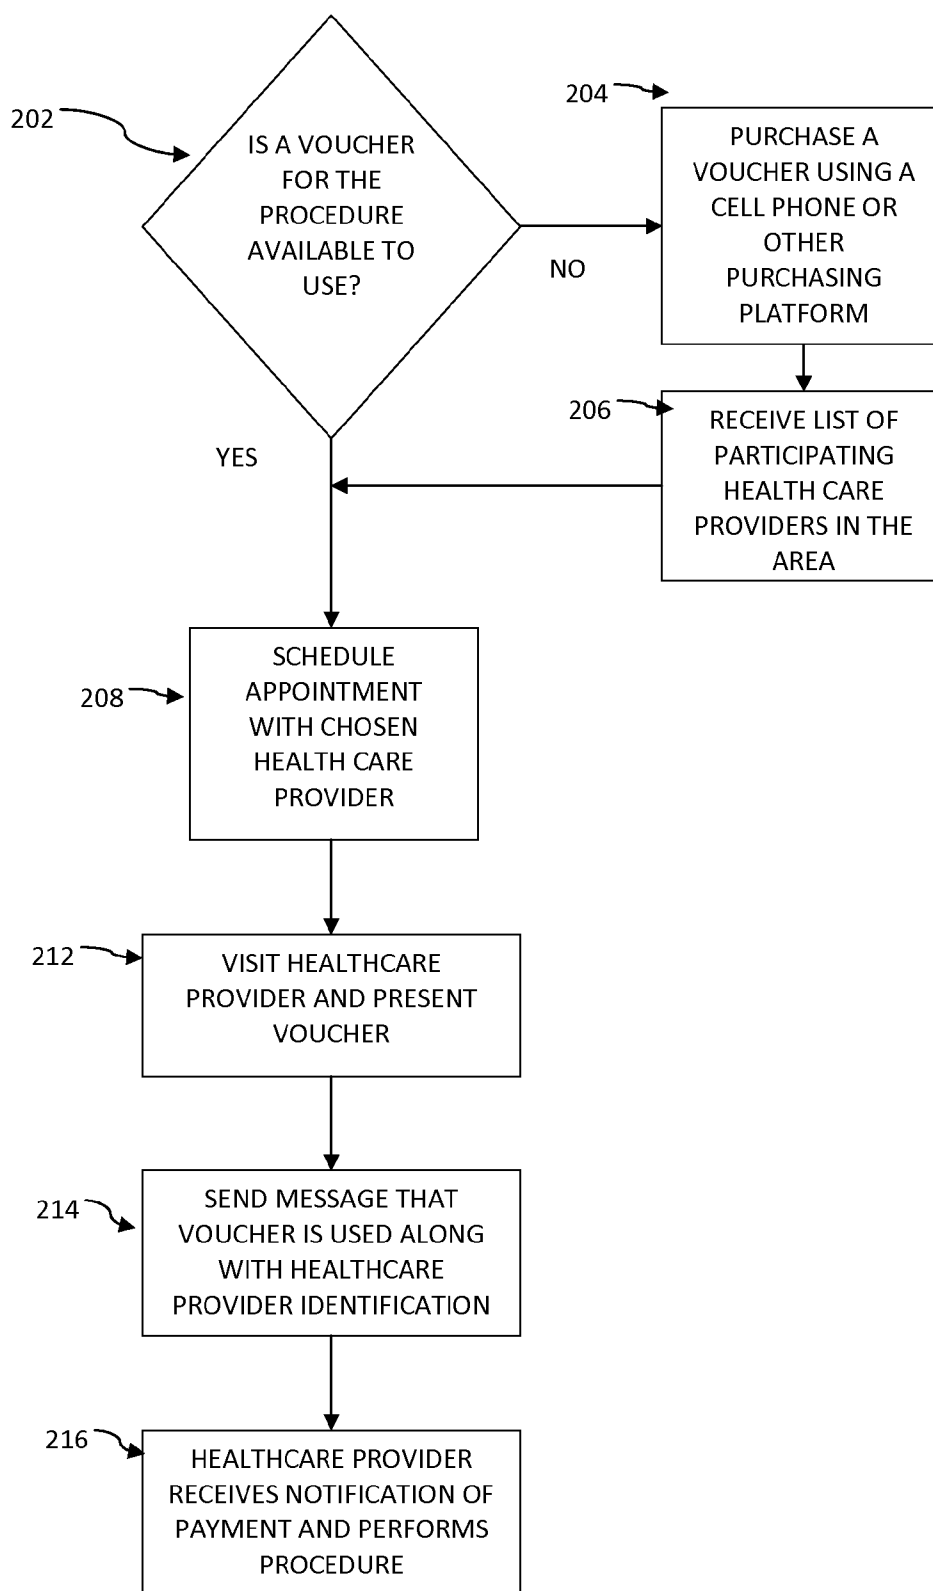 202
IS A VOUCHER
FOR THE
PROCEDURE
AVAILABLE TO
USE?
NO
204
PURCHASE A
VOUCHER USING A
CELL PHONE OR
OTHER
PURCHASING
PLATFORM
206
RECEIVE LIST OF
PARTICIPATING
HEALTH CARE
PROVIDERS IN THE
AREA
YES
208
SCHEDULE
APPOINTMENT
WITH CHOSEN
HEALTH CARE
PROVIDER
212
VISIT HEALTHCARE
PROVIDER AND PRESENT
VOUCHER
214
SEND MESSAGE THAT
VOUCHER IS USED ALONG
WITH HEALTHCARE
PROVIDER IDENTIFICATION
216
HEALTHCARE PROVIDER
RECEIVES NOTIFICATION OF
PAYMENT AND PERFORMS
PROCEDURE